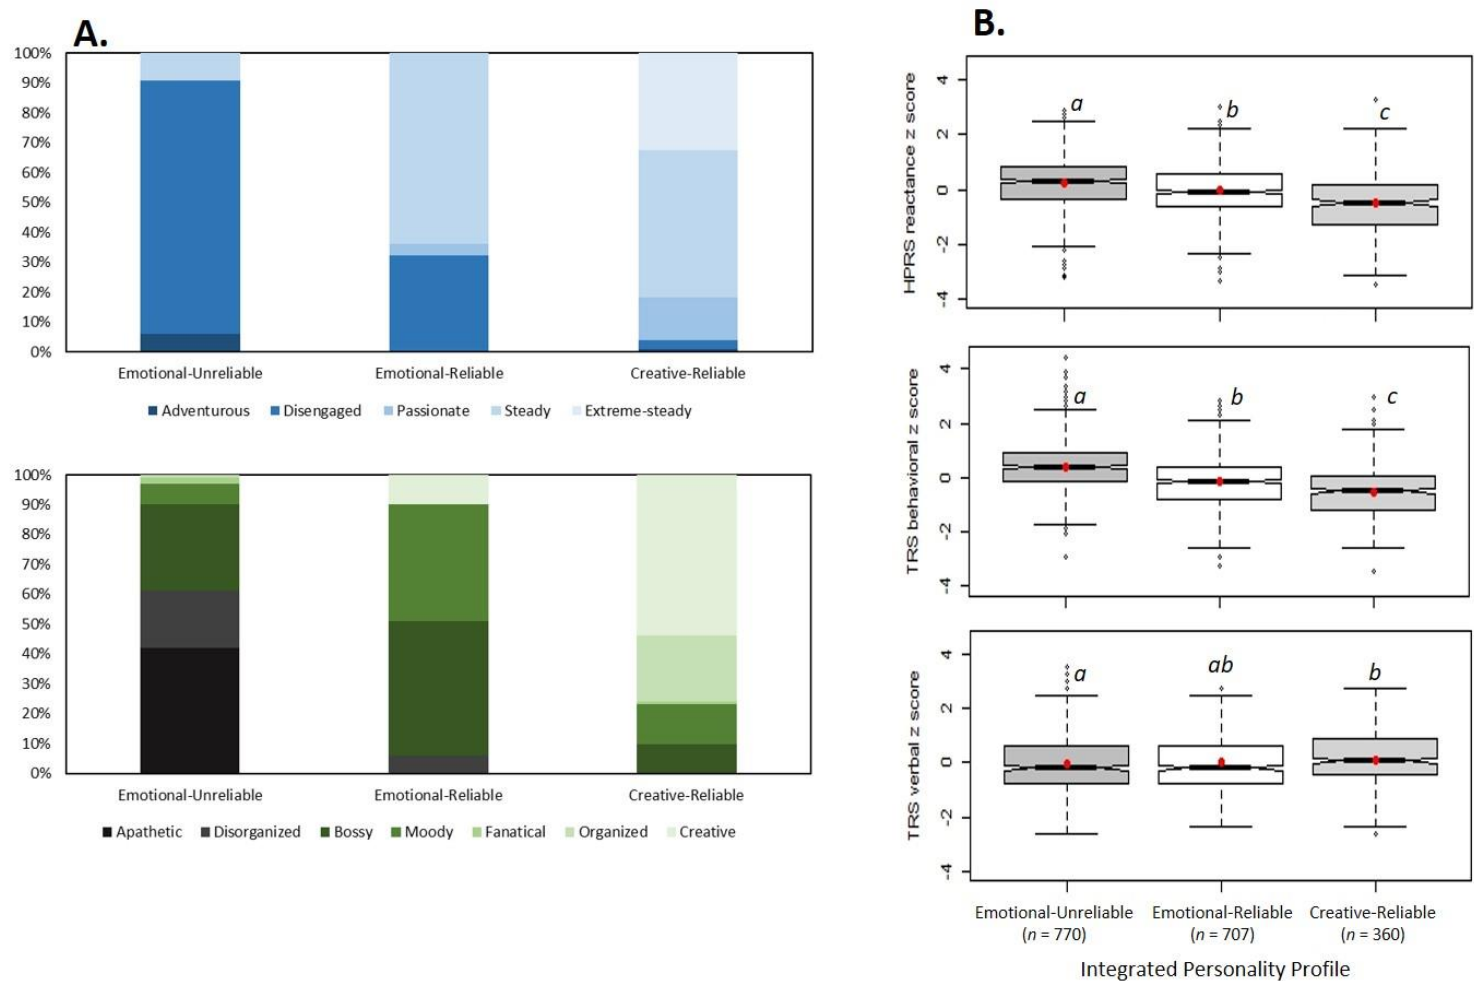 A.
100%
90%
80%
70%
60%
50%
40%
30%
20%
10%
0%
Emotional-Unreliable Emotional-Reliable Creative-Reliable
Adventurous Disengaged Passionate Steady Extreme-steady
100%
90%
80%
70%
60%
50%
40%
30%
20%
10%
0%
Emotional-Unreliable Emotional-Reliable Creative-Reliable
Apathetic Disorganized Bossy Moody Fanatical Organized Creative
B.
HPRS reactance z score
4
2
0
-2
-4
a b c
TRS behavioral z score
4
2
0
-2
-4
a b c
TRS verbal z score
4
2
0
-2
-4
a ab b
Emotional-Unreliable Emotional-Reliable Creative-Reliable
(n = 770) (n = 707) (n = 360)
Integrated Personality Profile